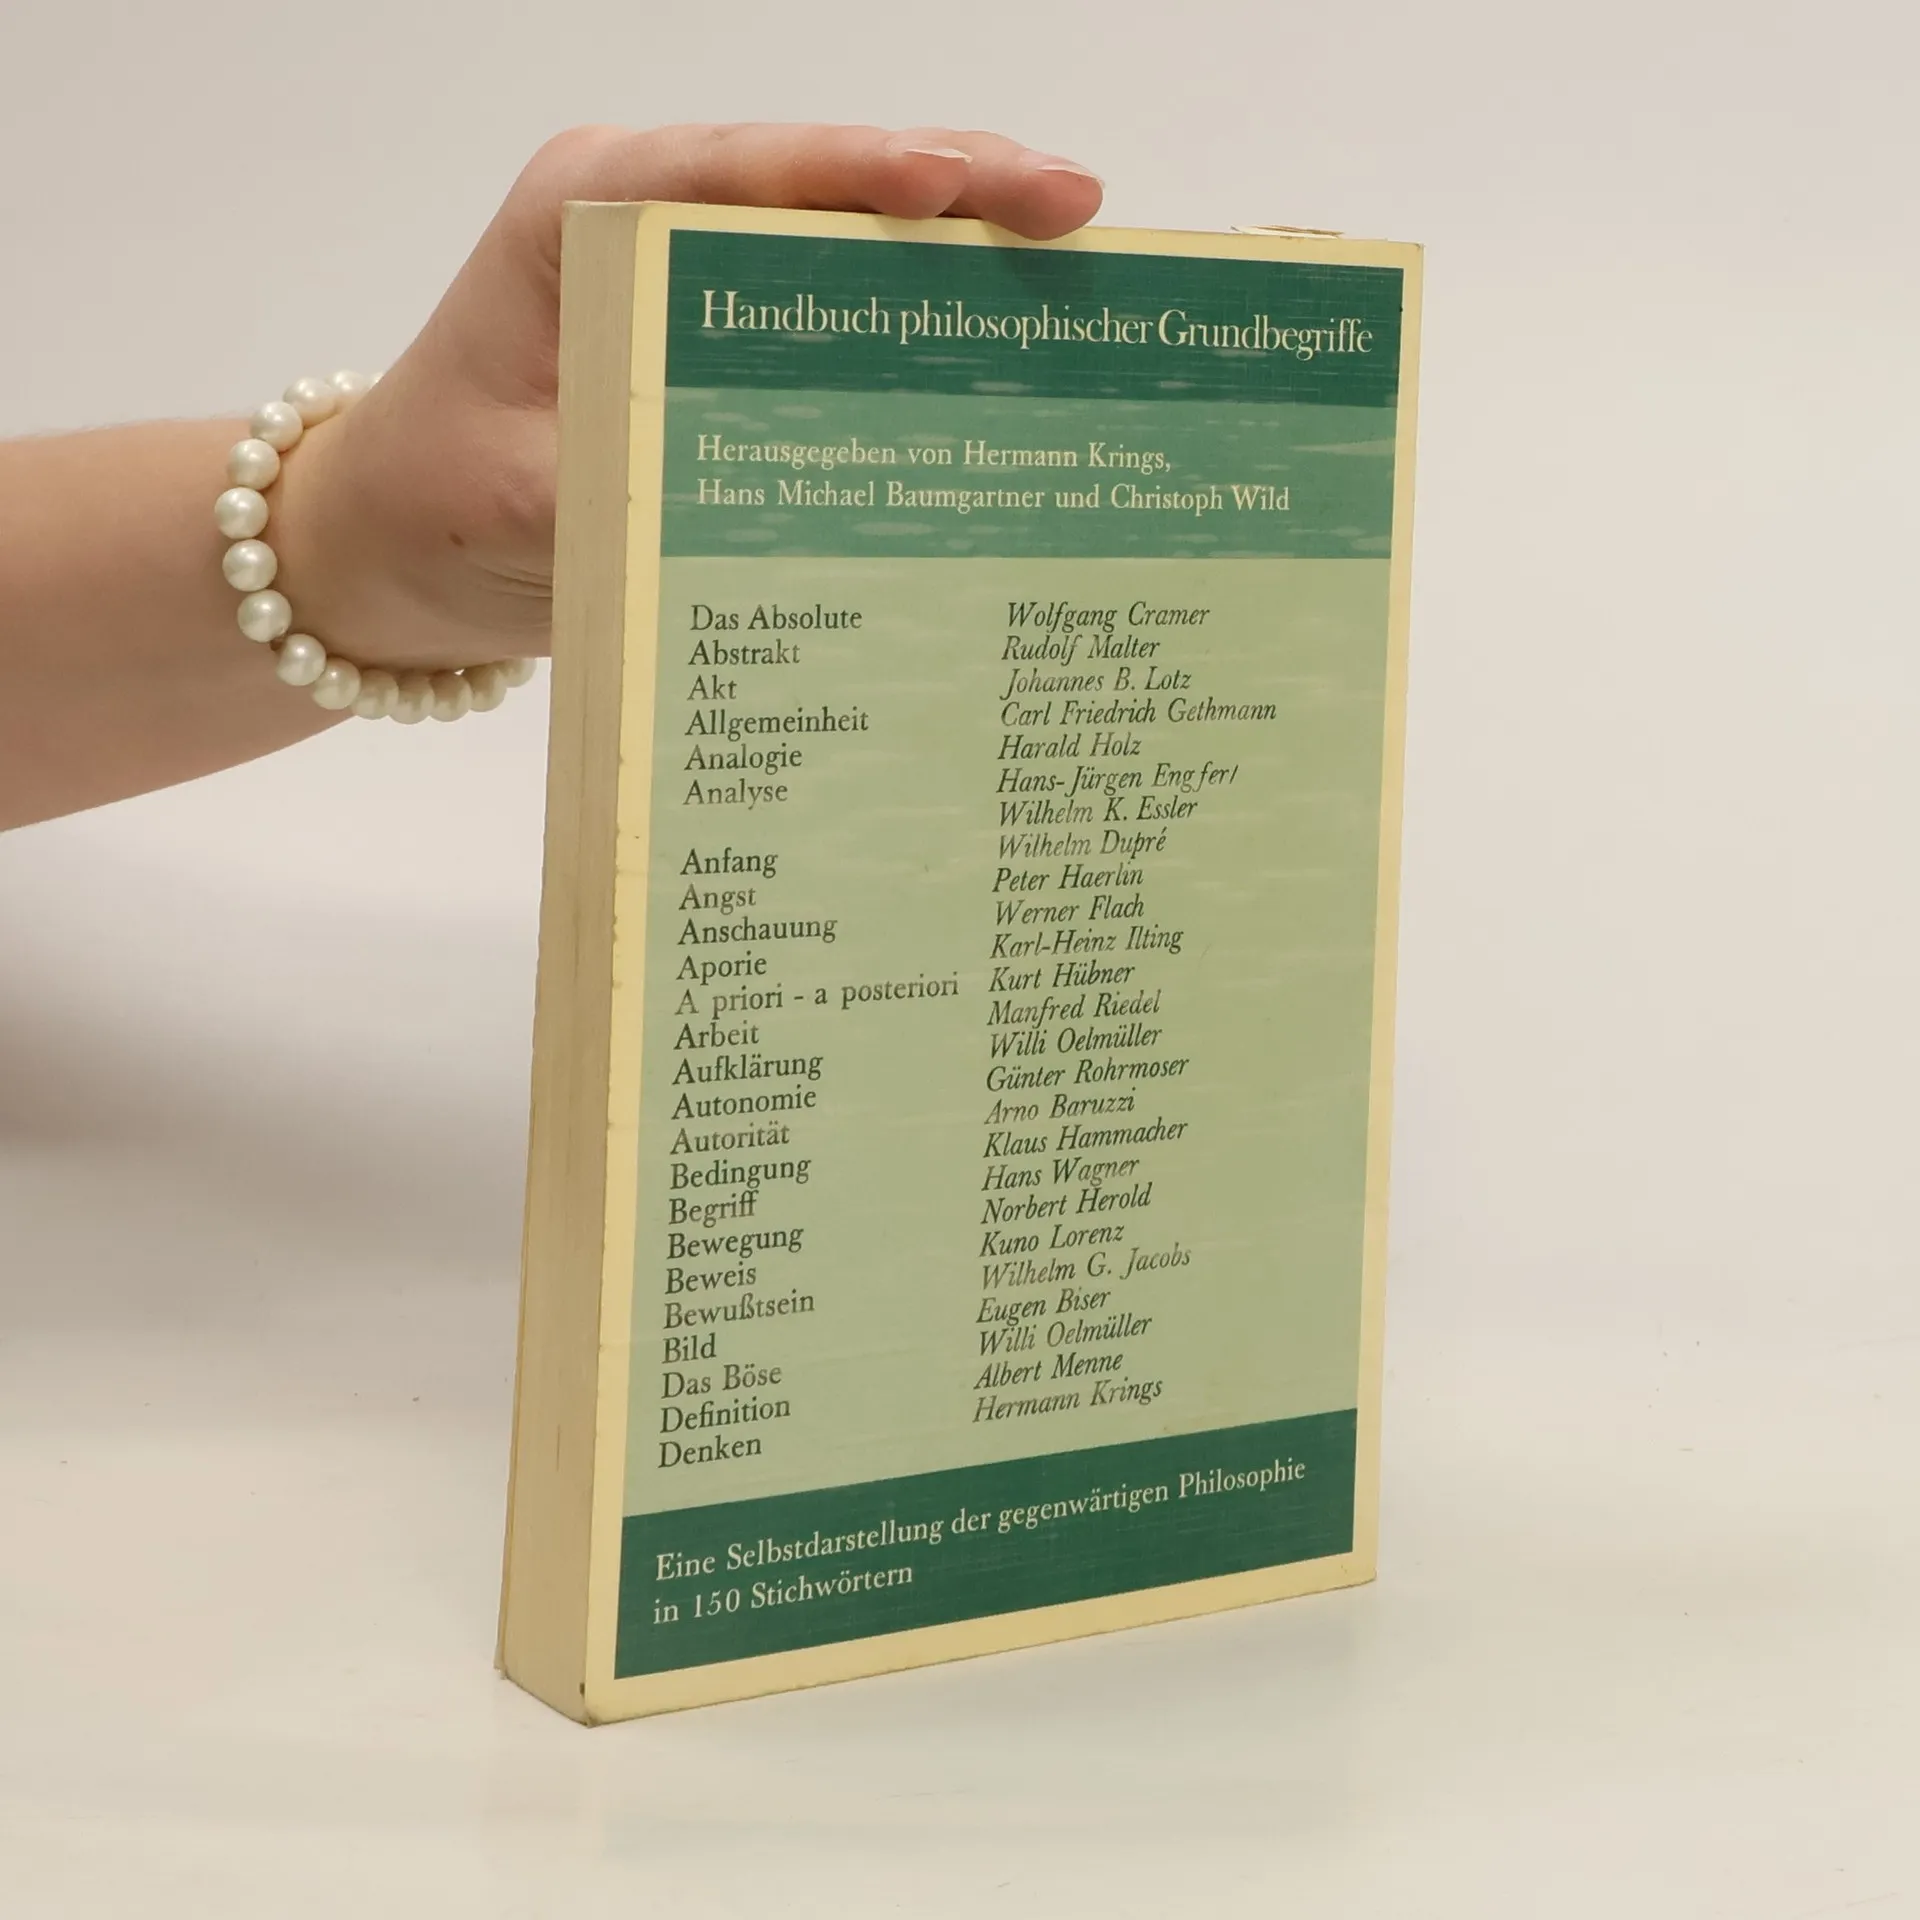 Handbuch philosophischer Grundbegriffe
Herausgegeben von Hermann Krings,
Hans Michael Baumgartner und Christoph Wild
Das Absolute Wolfgang Cramer
Abstrakt Rudolf Malter
Akt Johannes B. Lotz
Allgemeinheit Carl Friedrich Gethmann
Analogie Harald Holz
Analyse Hans-Jürgen Engfer/
Wilhelm K. Essler
Anfang Wilhelm Dupré
Angst Peter Haerlin
Anschauung Werner Flach
Aporie Karl-Heinz Ilting
A priori - a posteriori Kurt Hübner
Arbeit Manfred Riedel
Aufklärung Willi Oelmüller
Autonomie Günter Rohrmoser
Autorität Arno Baruzzi
Bedingung Klaus Hammacher
Begriff Hans Wagner
Bewegung Norbert Herold
Beweis Kuno Lorenz
Bewußtsein Wilhelm G. Jacobs
Bild Eugen Biser
Das Böse Willi Oelmüller
Definition Albert Menne
Denken Hermann Krings
Eine Selbstdarstellung der gegenwärtigen Philosophie
in 150 Stichwörtern